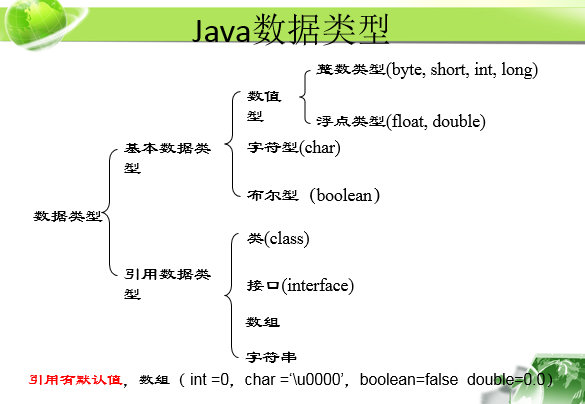 Java数据类型
整数类型(byte, short, int, long)
数值
型
浮点类型(float, double)
基本数据类
型
字符型(char)
布尔型（boolean）
数据类型
类(class)
引用数据类
型
接口(interface)
数组
字符串
引用有默认值，数组（int =0，char =‘\u0000’，boolean=false  double=0.0）